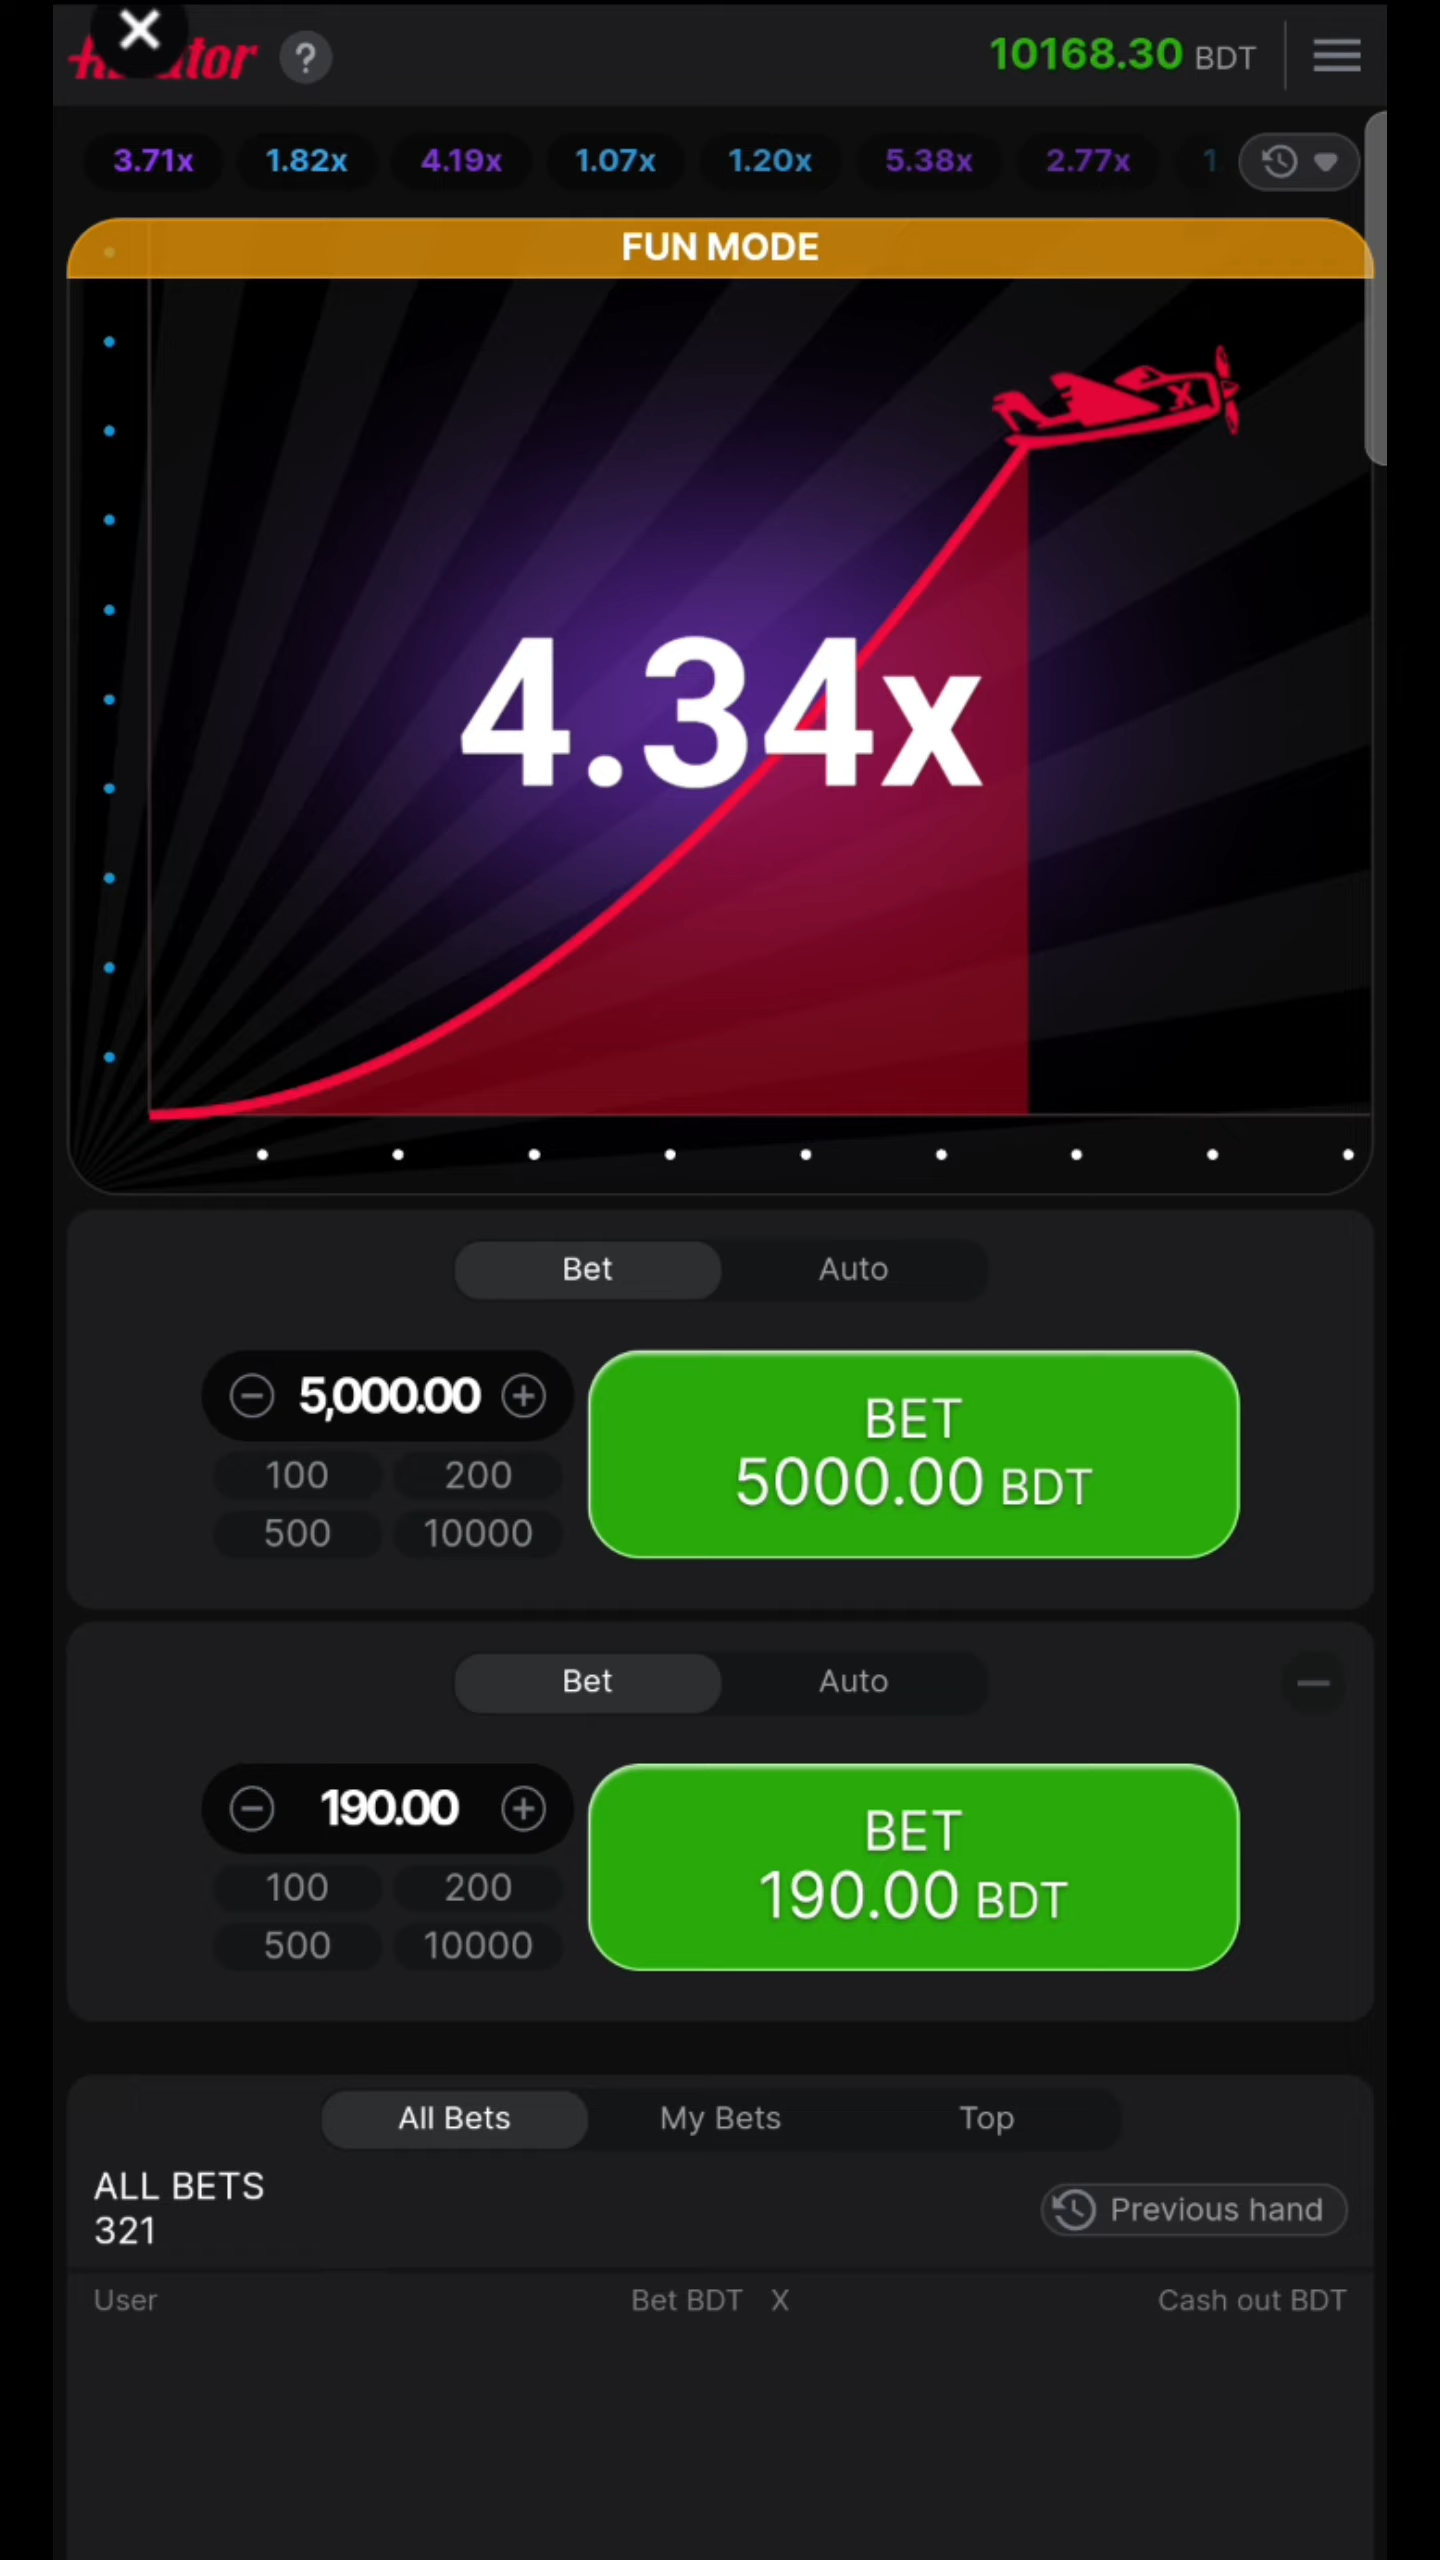 10168.30 BDT
3.71x 1.82x 4.19x 1.07x 1.20x 5.38x 2.77x
FUN MODE
4.34x
Bet Auto
5,000.00
100 200
500 10000
BET
5000.00 BDT
Bet Auto
190.00
100 200
500 10000
BET
190.00 BDT
All Bets My Bets Top
ALL BETS
321
Previous hand
User Bet BDT X Cash out BDT